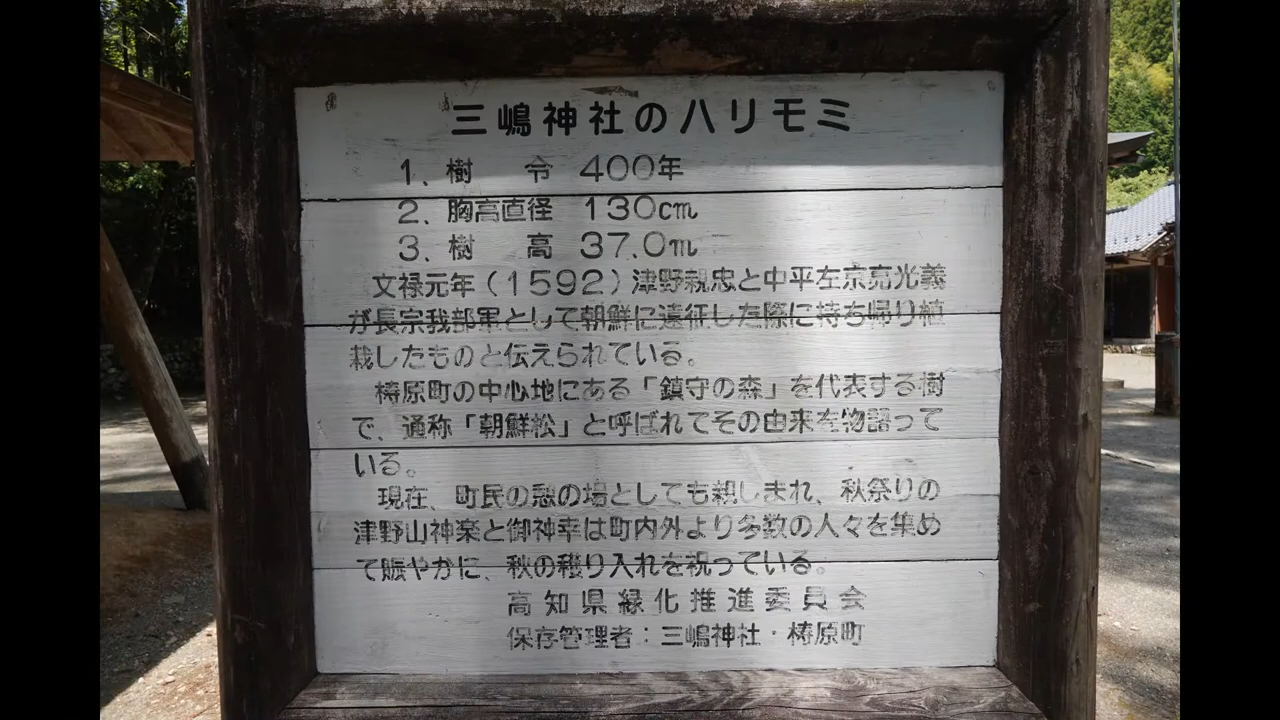 三嶋神社のハリモミ
1. 樹　令 400年
2. 胸高直径 130cm
3. 樹　高 37.0m
文禄元年(1592)津野親忠と中平左京亮光義
が長宗我部軍として朝鮮に遠征した際に持ち帰り植
栽したものと伝えられている。
梼原町の中心地にある「鎮守の森」を代表する樹
で、通称「朝鮮松」と呼ばれてその由来を物語って
いる。
現在、町民の憩の場としても親しまれ、秋祭りの
津野山神楽と御神幸は町内外より多数の人々を集め
て賑やかに、秋の穫り入れを祝っている。
高知県緑化推進委員会
保存管理者：三嶋神社・梼原町